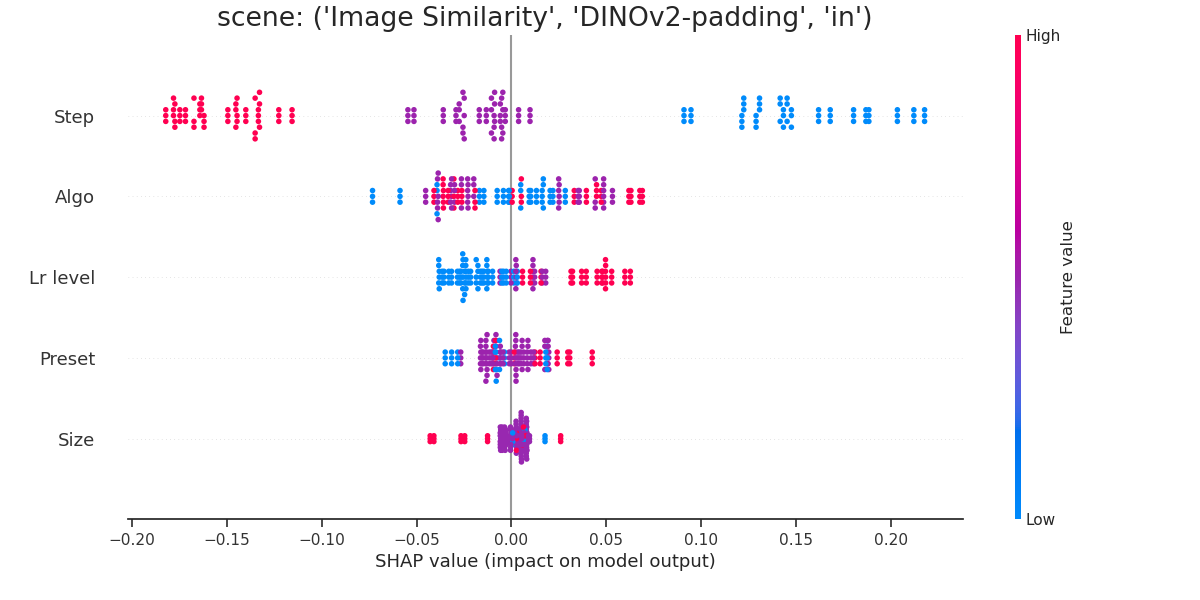 scene: ('Image Similarity', 'DINOv2-padding', 'in')
High
Step
Algo
Lr level
Preset
Size
Feature value
Low
−0.20 −0.15 −0.10 −0.05 0.00 0.05 0.10 0.15 0.20
SHAP value (impact on model output)